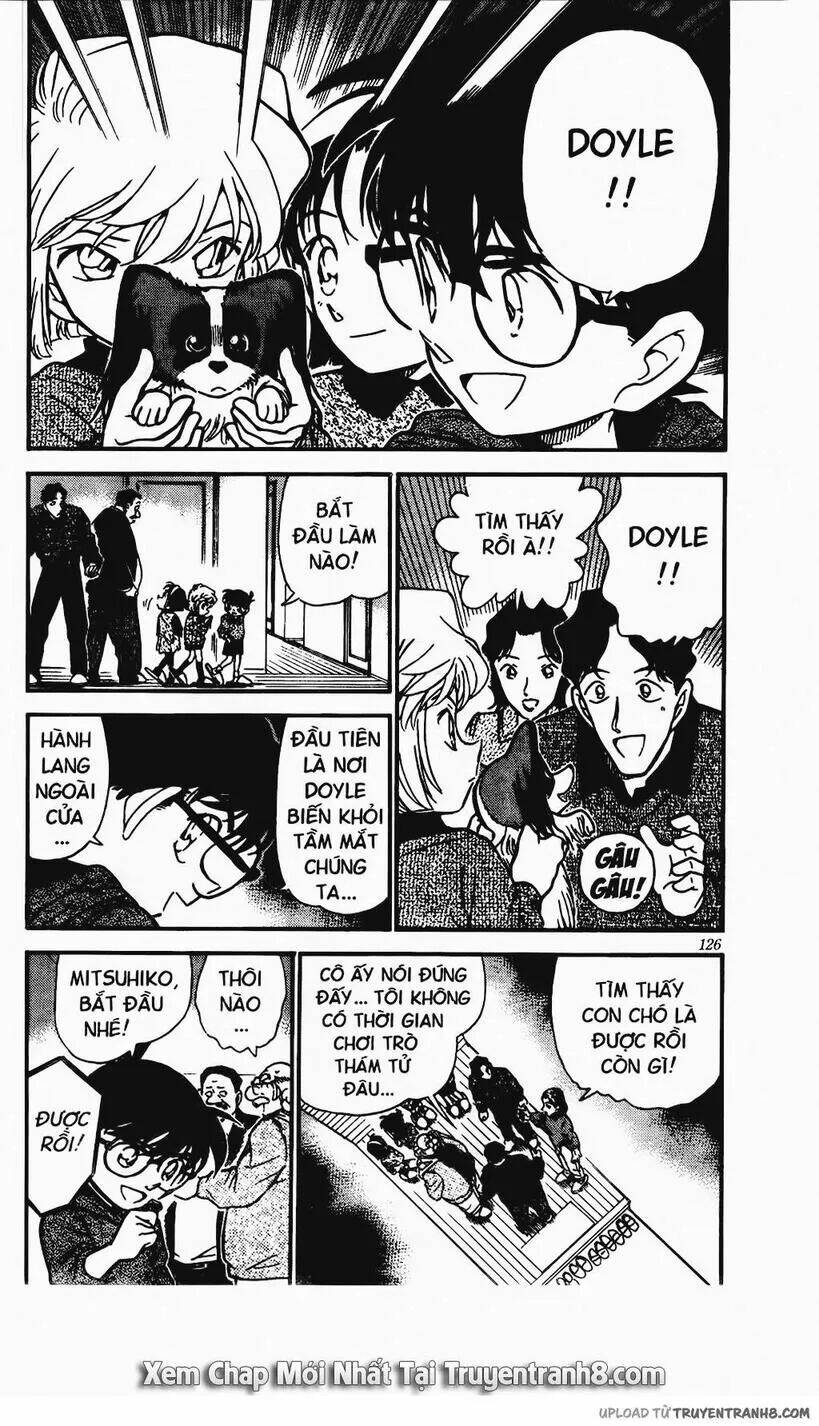 DOYLE
!!
DOYLE
!!
TÌM THẤY
RỒI À!!
GÂU
GÂU!
BẮT
ĐẦU LÀM
NÀO!
ĐẦU TIÊN
LÀ NƠI
DOYLE
BIẾN KHỎI
TẦM MẮT
CHÚNG
TA...
HÀNH
LANG
NGOÀI
CỬA
...
126
TÌM THẤY
CON CHÓ LÀ
ĐƯỢC RỒI
CÒN GÌ!
CÔ ẤY NÓI ĐÚNG
ĐẤY... TÔI KHÔNG
CÓ THỜI GIAN
CHƠI TRÒ
THÁM TỬ
ĐÂU...
THÔI
NÀO
...
MITSUHIKO,
BẮT ĐẦU
NHÉ!
ĐƯỢC
RỒI!
Xem Chap Mới Nhất Tại Truyentranh8.com
UPLOAD TỪ TRUYENTRANH8.COM